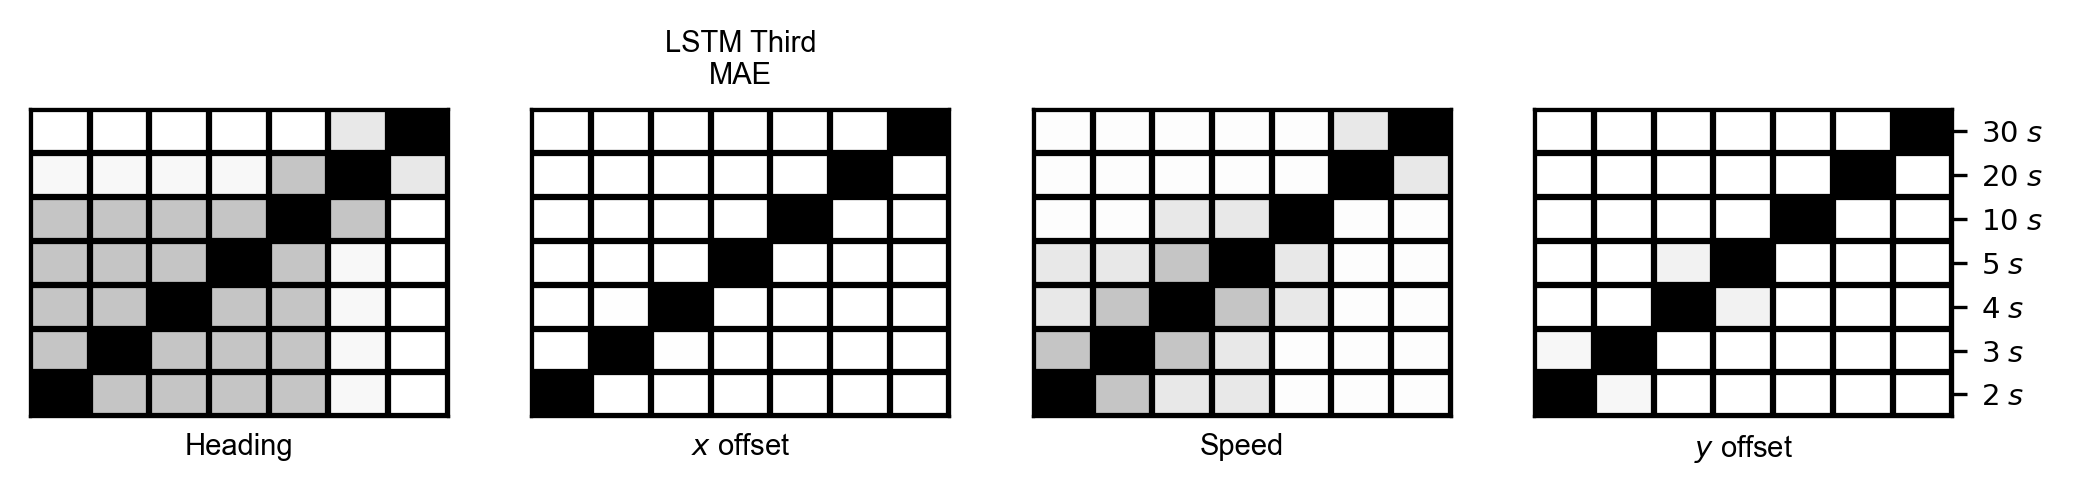 LSTM Third
MAE
30 s
20 s
10 s
5 s
4 s
3 s
2 s
Heading
x offset
Speed
y offset